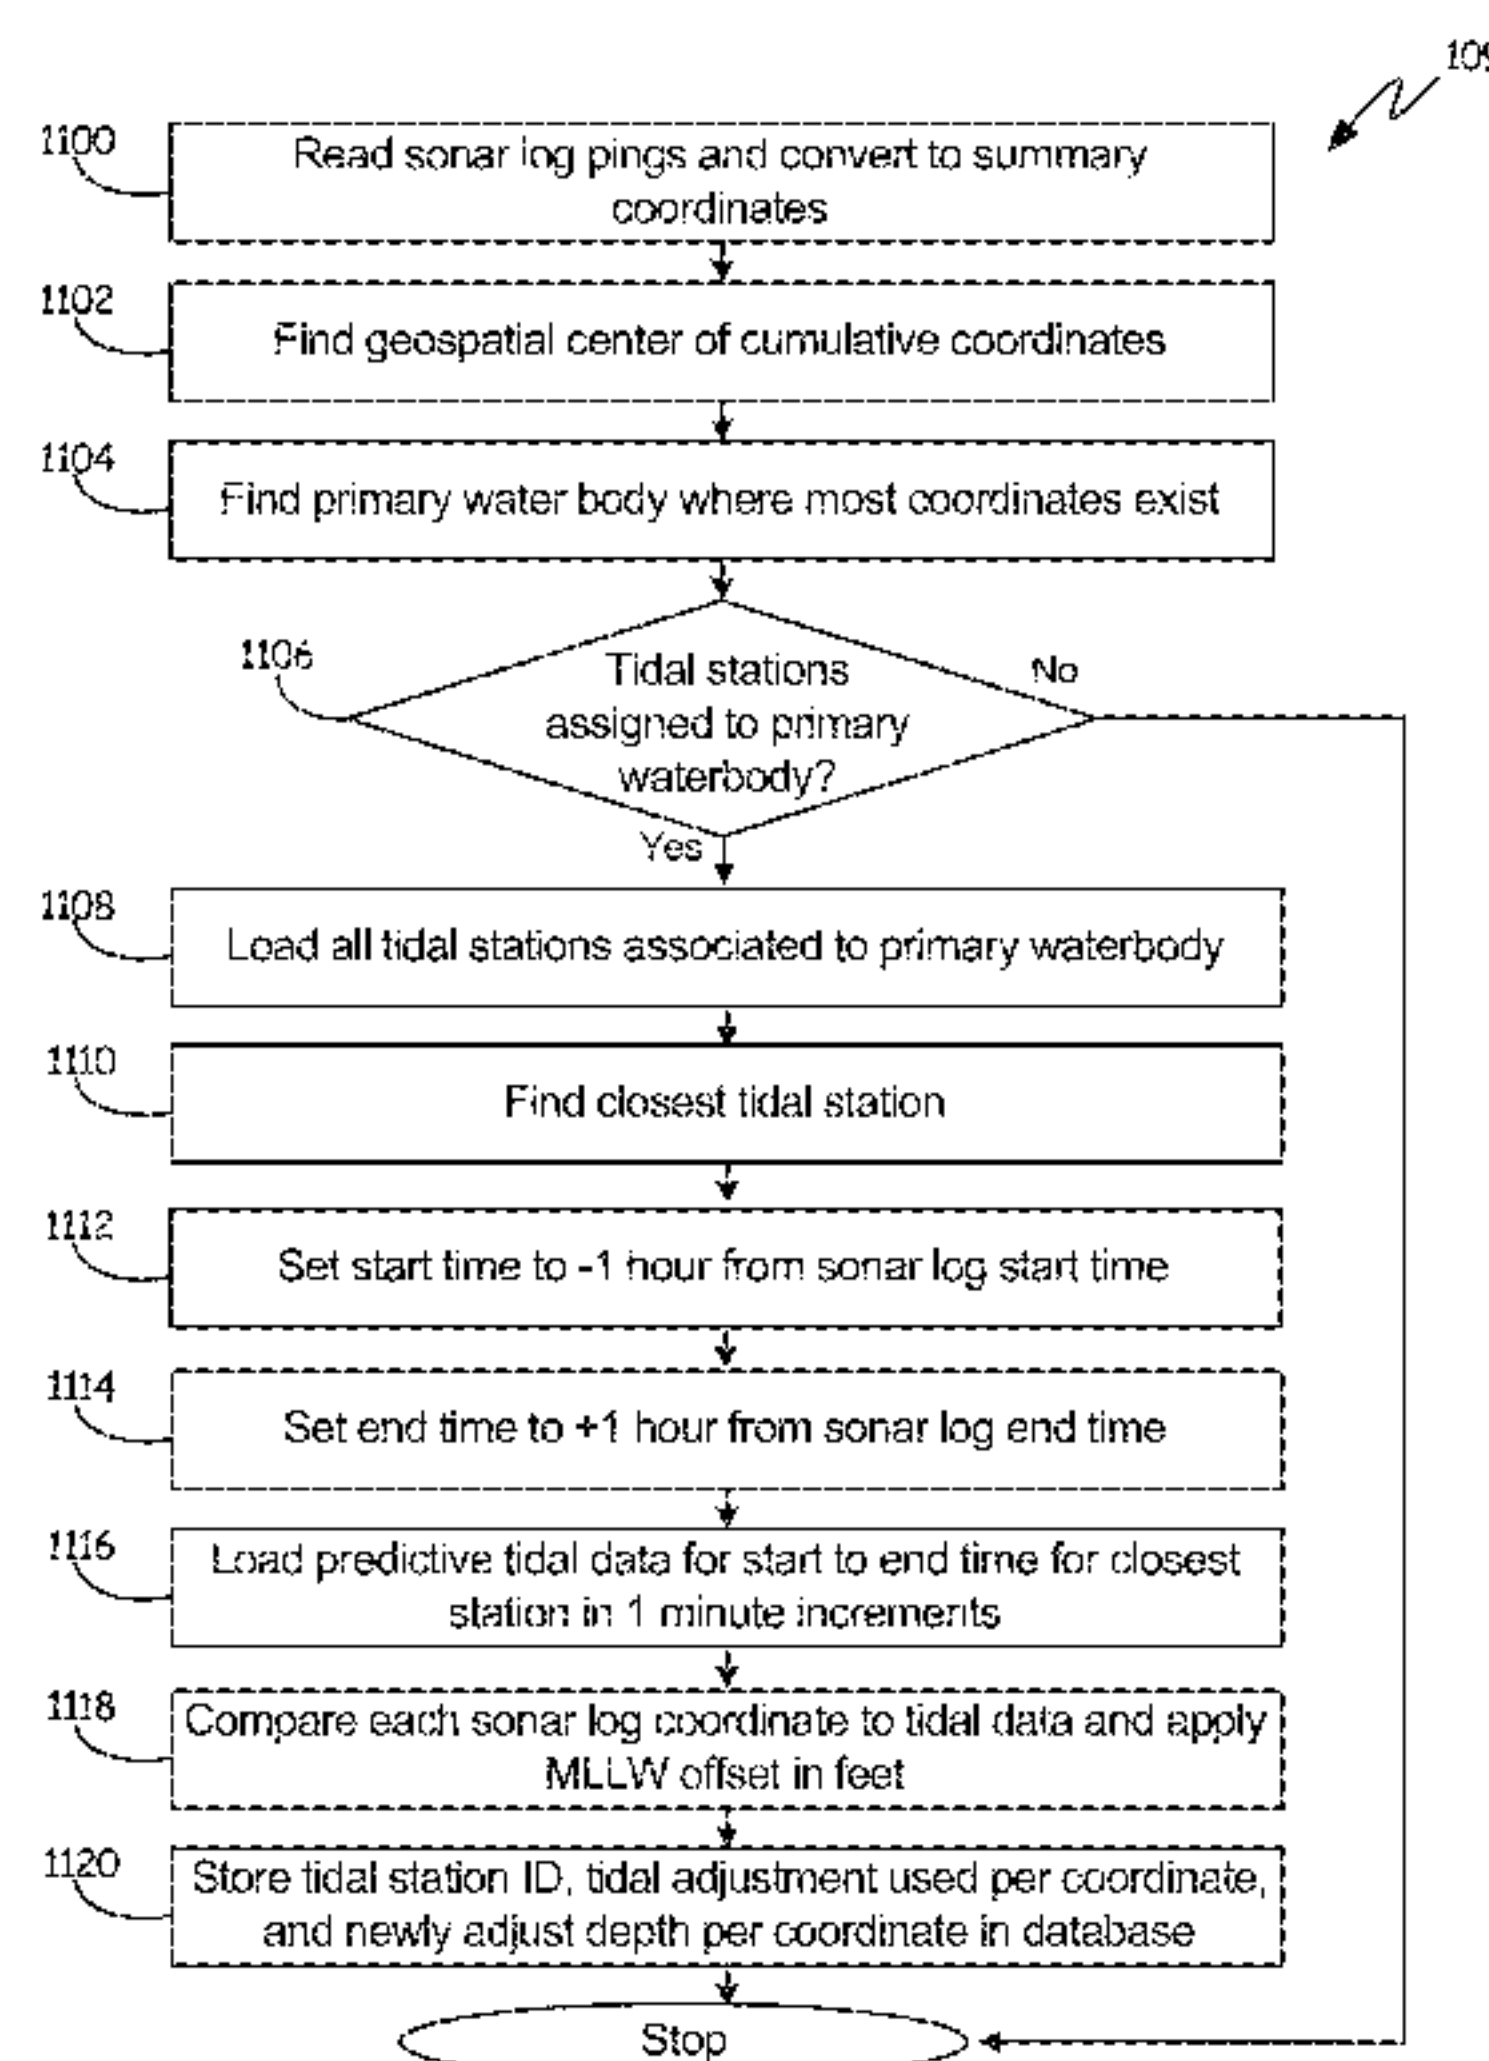 109
1100
Read sonar log pings and convert to summary
coordinates
1102
Find geospatial center of cumulative coordinates
1104
Find primary water body where most coordinates exist
1106
Tidal stations
assigned to primary
waterbody?
No
Yes
1108
Load all tidal stations associated to primary waterbody
1110
Find closest tidal station
1112
Set start time to -1 hour from sonar log start time
1114
Set end time to +1 hour from sonar log end time
1116
Load predictive tidal data for start to end time for closest
station in 1 minute increments
1118
Compare each sonar log coordinate to tidal data and apply
MLLW offset in feet
1120
Store tidal station ID, tidal adjustment used per coordinate,
and newly adjust depth per coordinate in database
Stop